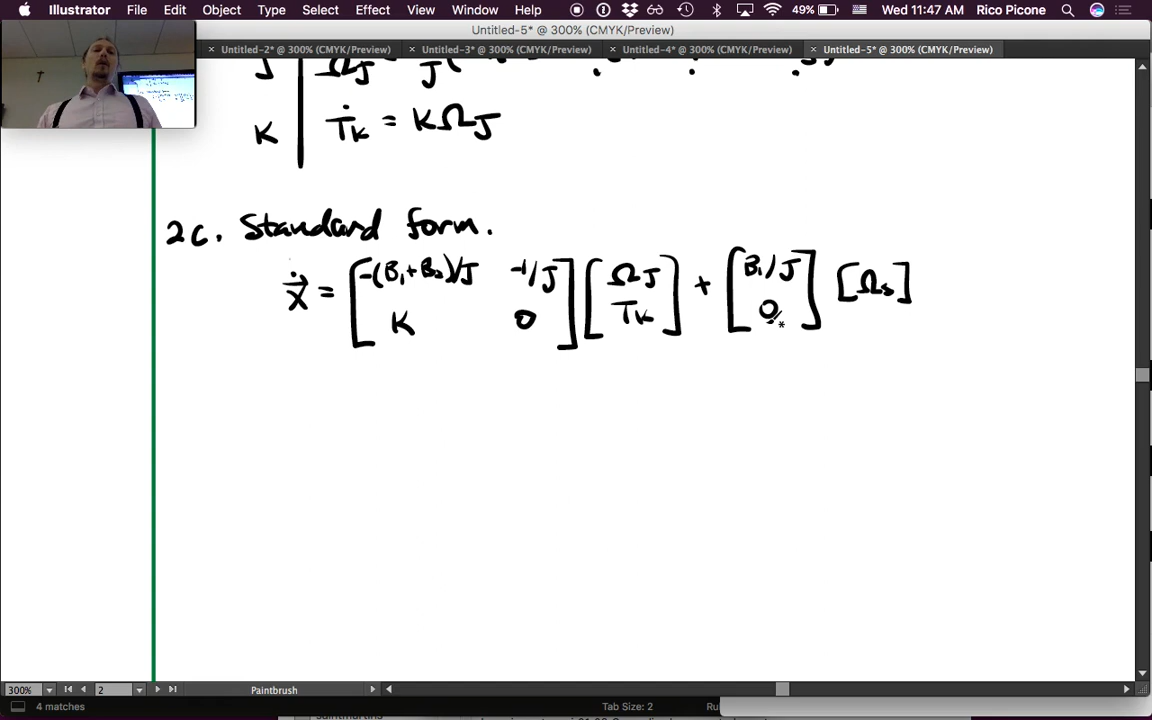 Illustrator File Edit Object Type Select Effect View Window Help 49% Wed 11:47 AM Rico Picone
Untitled-5* @ 300% (CMYK/Preview)
Untitled-2* @ 300% (CMYK/Preview) Untitled-3* @ 300% (CMYK/Preview) Untitled-4* @ 300% (CMYK/Preview) Untitled-5* @ 300% (CMYK/Preview)
K | Ṫk = KΩJ
2c. Standard form.
ẋ = [-(B₁+B₂)/J -1/J] [ΩJ] + [B₁/J] [Ωs]
[K 0] [Tk] [0]
300% 2 Paintbrush
4 matches Tab Size: 2